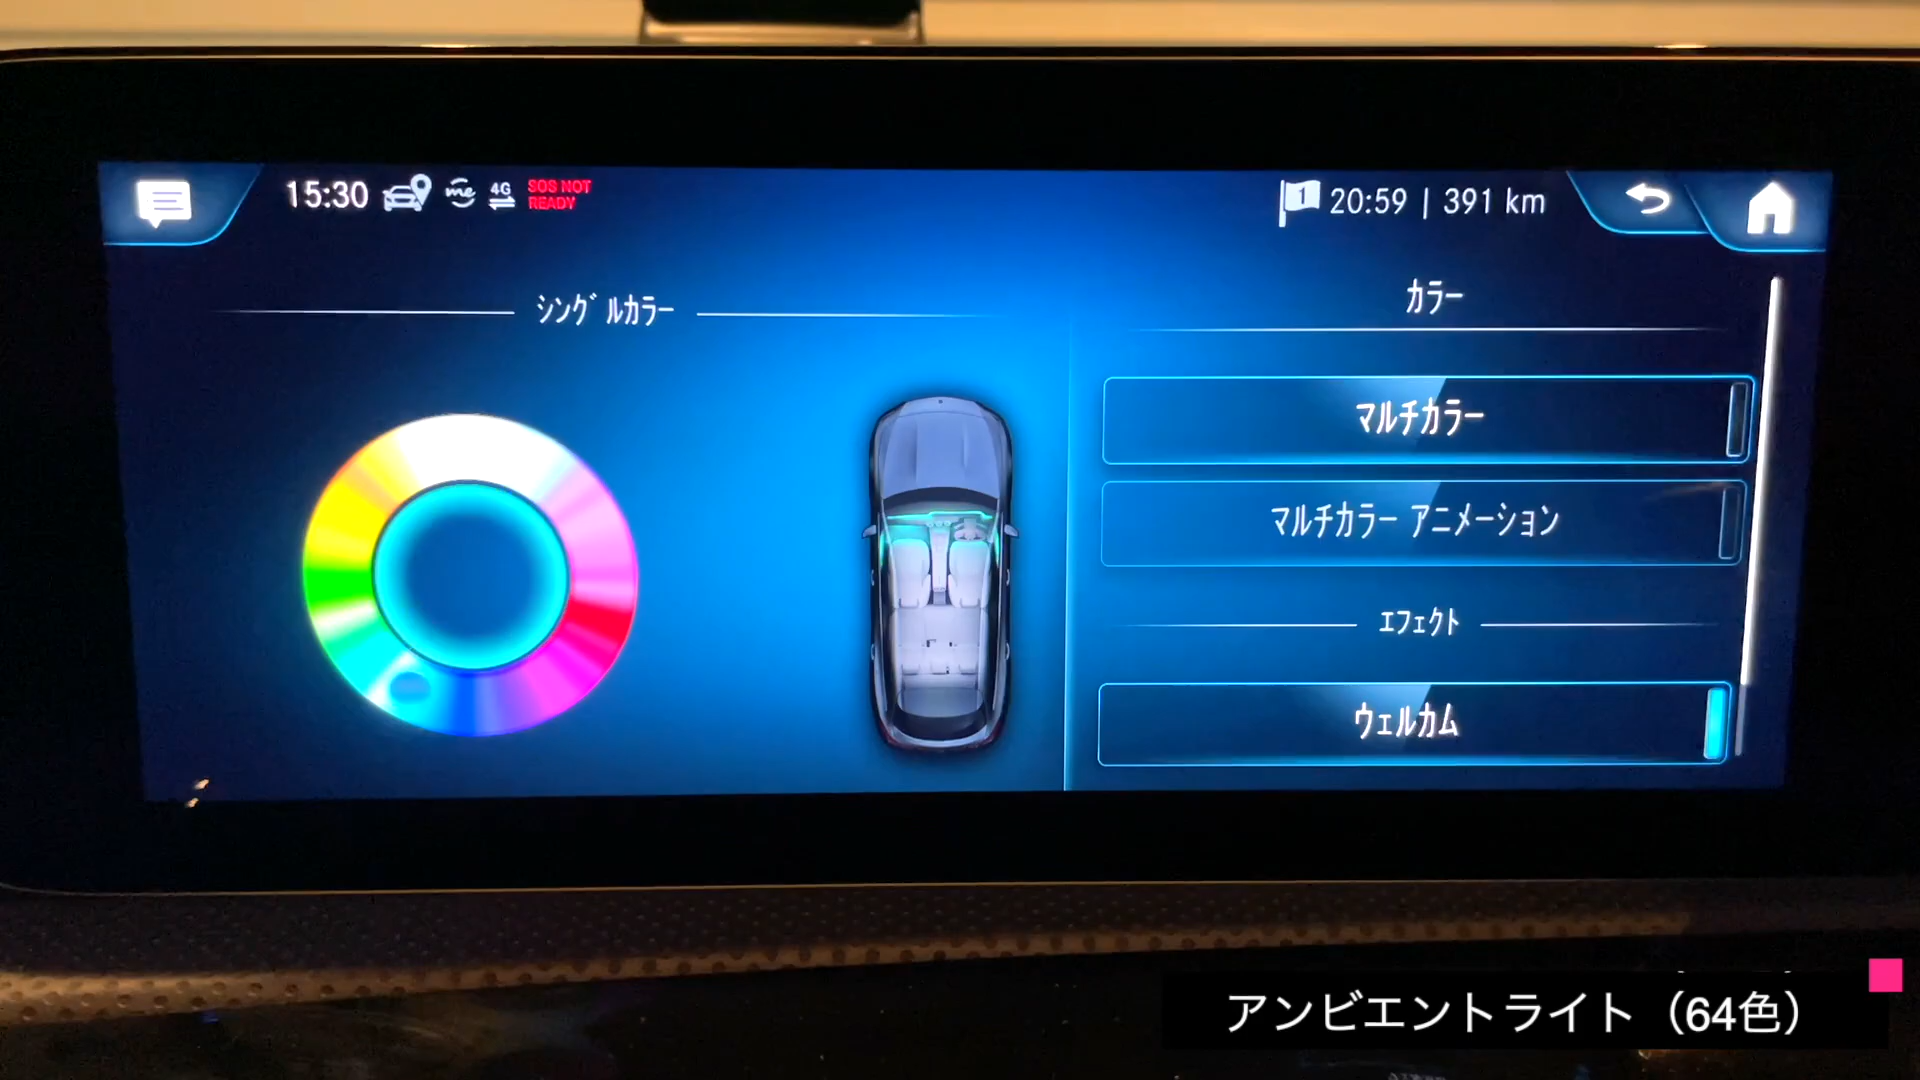 15:30
me
4G
SOS NOT
READY
1
20:59 | 391 km
シングルカラー
カラー
マルチカラー
マルチカラー アニメーション
エフェクト
ウェルカム
アンビエントライト（64色）